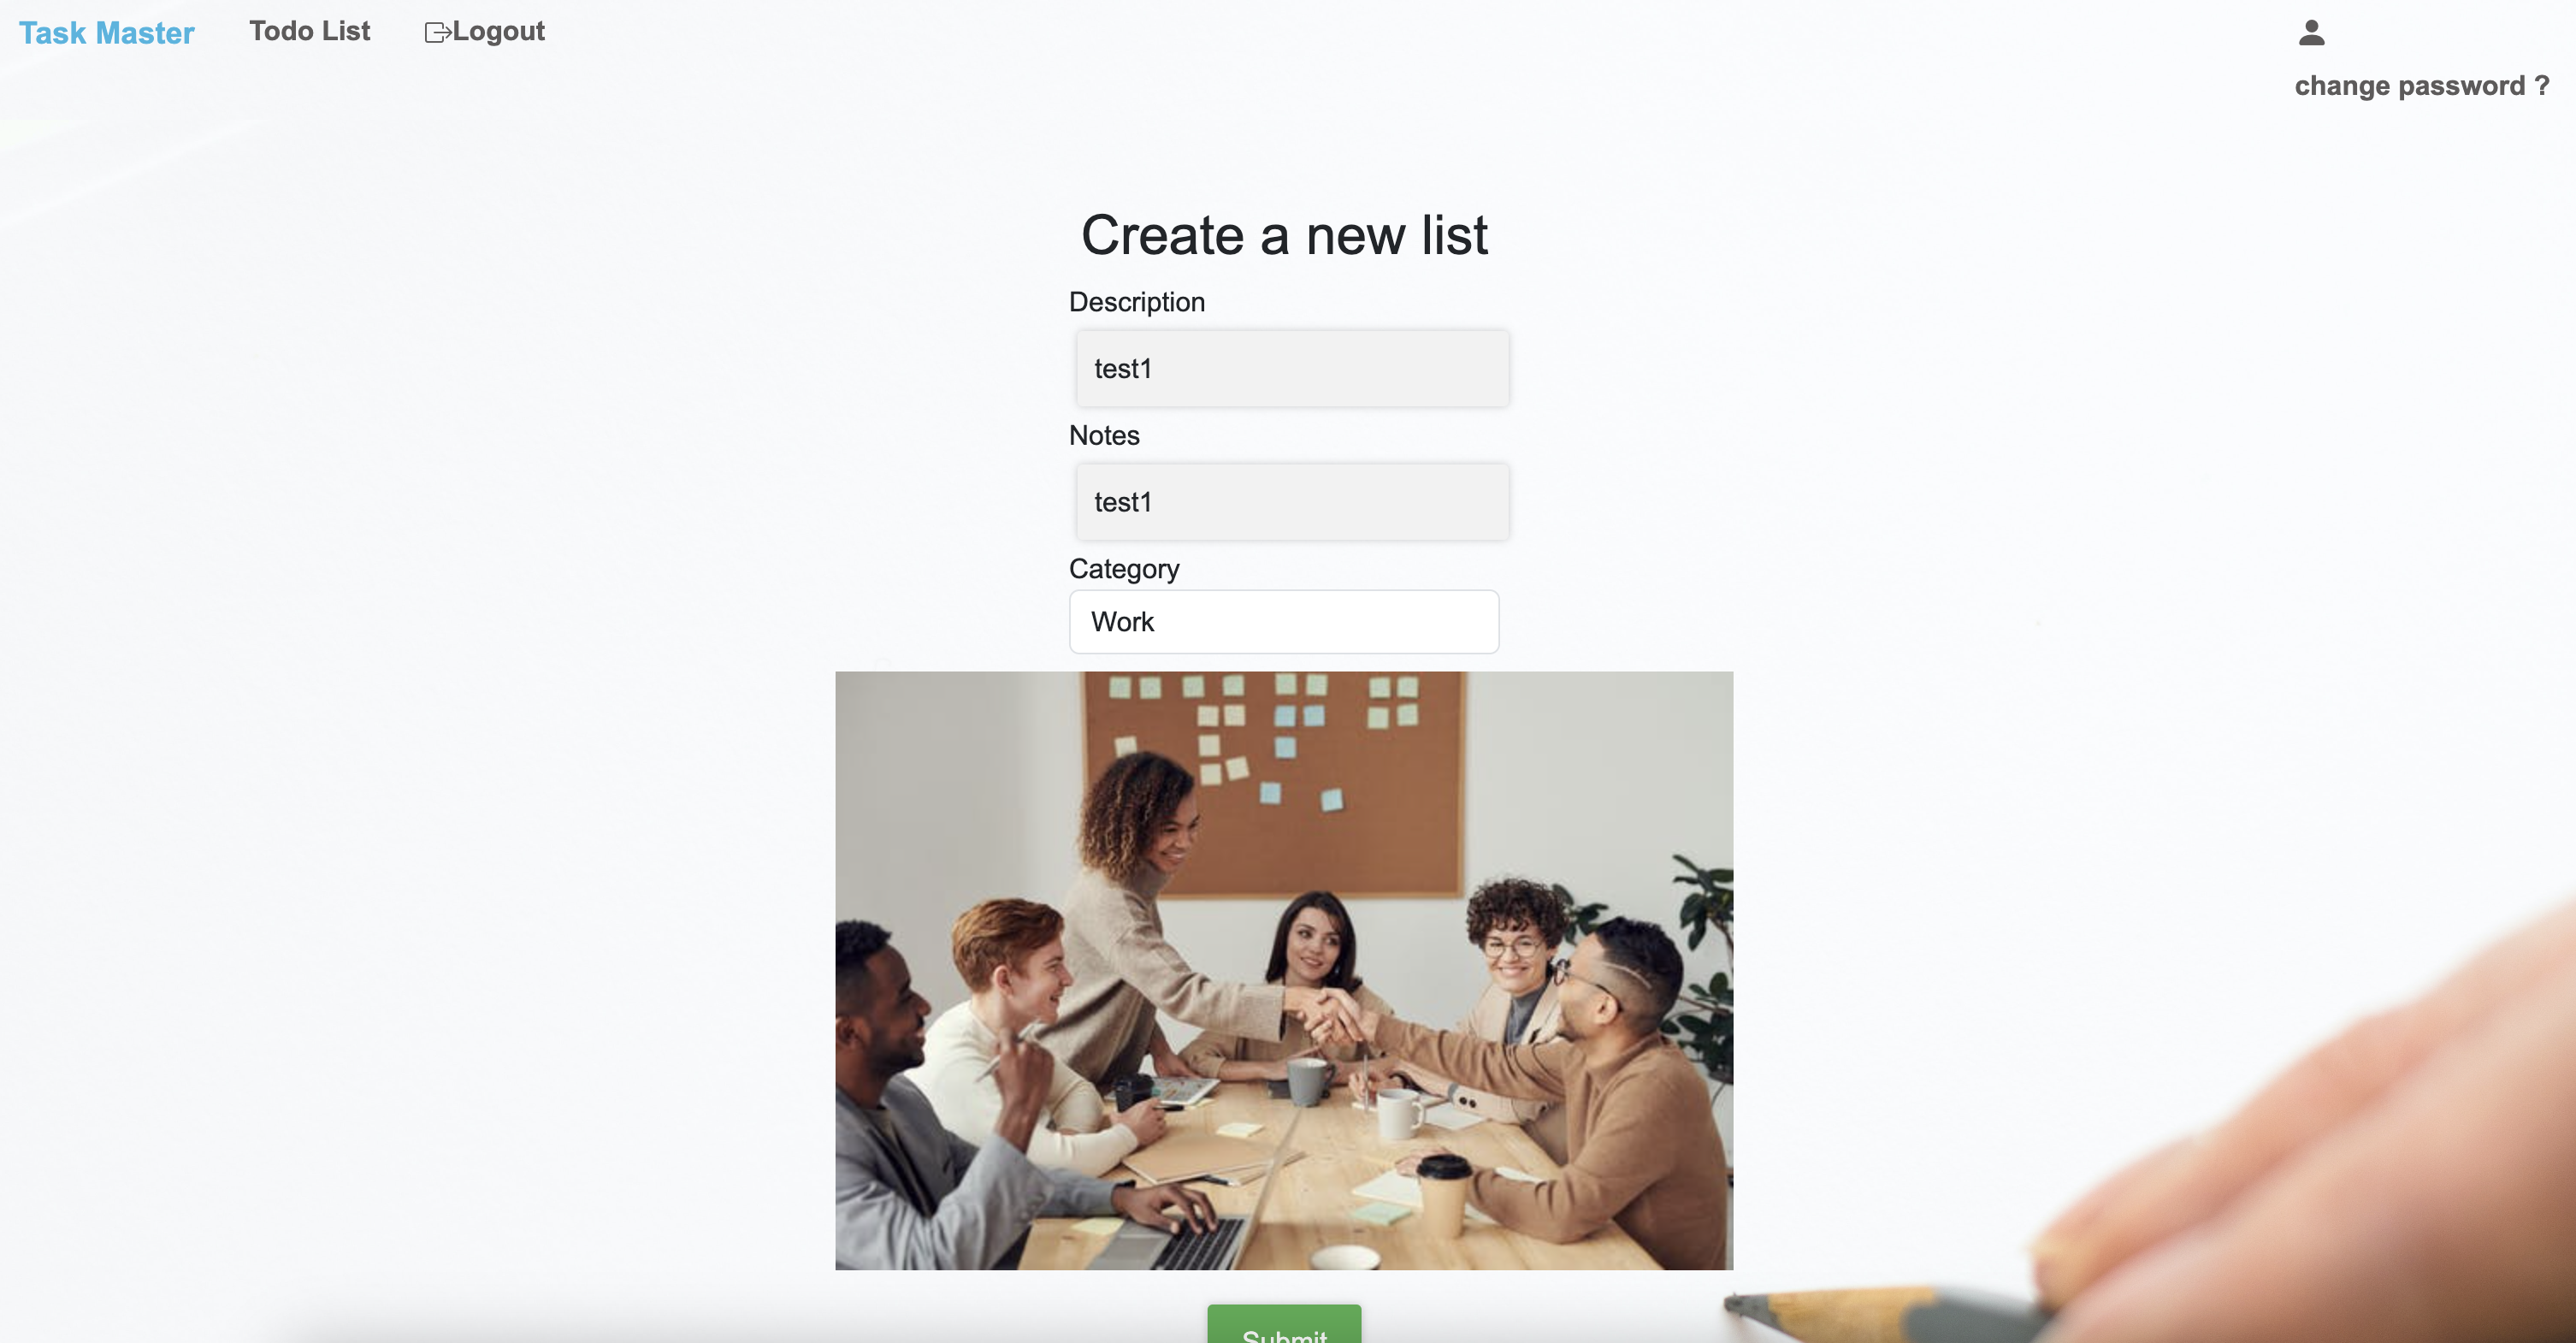 Task Master Todo List Logout
change password ?
Create a new list
Description
test1
Notes
test1
Category
Work
Submit